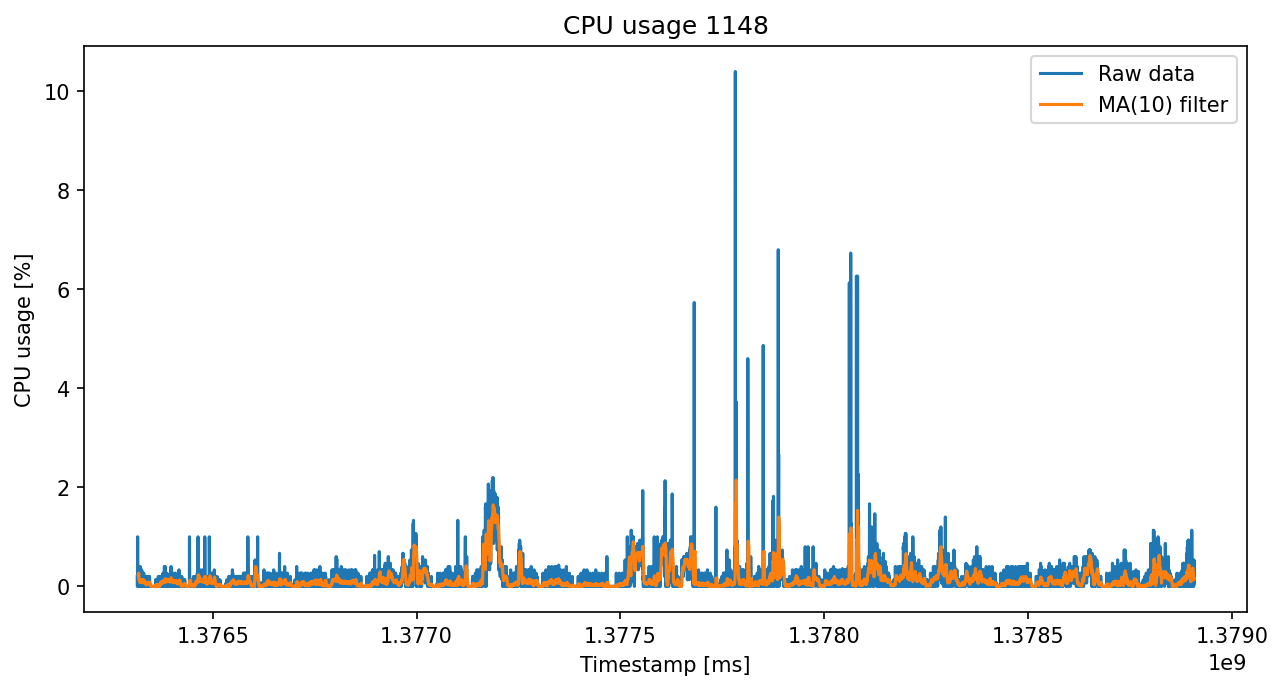 CPU usage 1148
Raw data
MA(10) filter
CPU usage [%]
10
8
6
4
2
0
1.3765 1.3770 1.3775 1.3780 1.3785 1.3790
1e9
Timestamp [ms]